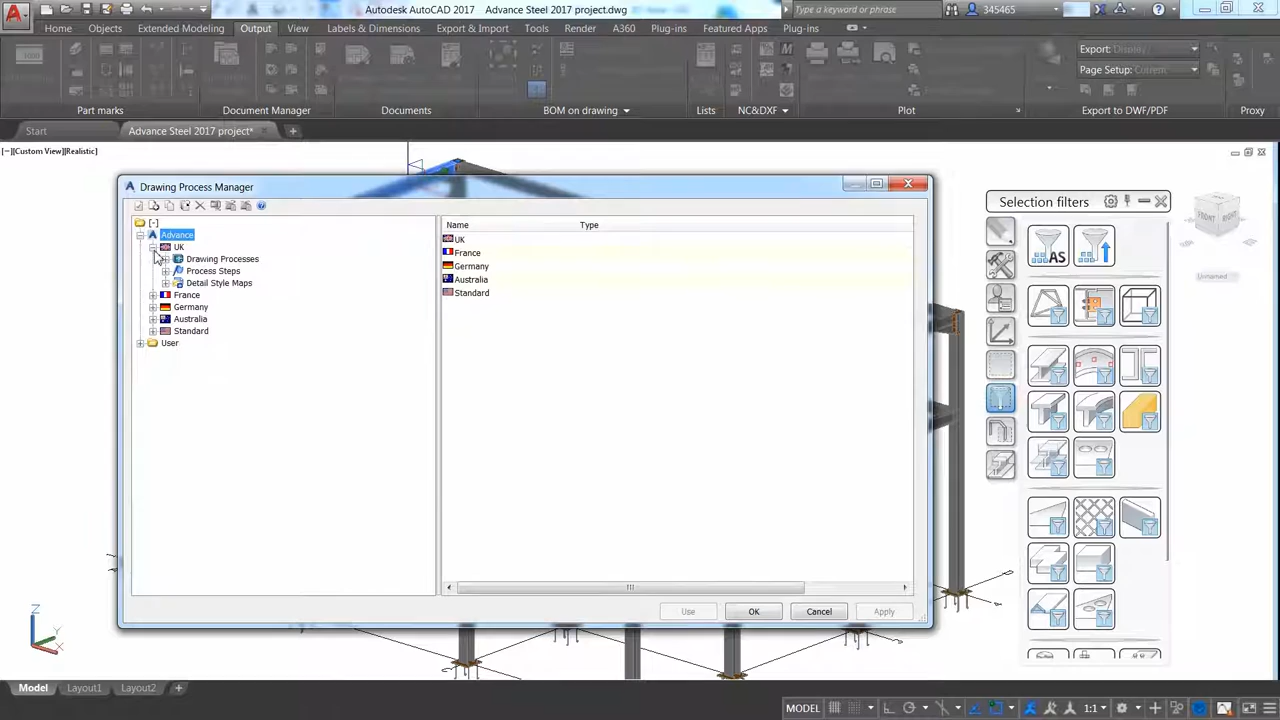 Autodesk AutoCAD 2017 Advance Steel 2017 project.dwg
Type a keyword or phrase
345465
Home Objects Extended Modeling Output View Labels & Dimensions Export & Import Tools Render A360 Plug-ins Featured Apps Plug-ins
Export: Display
Page Setup: Current
Part marks Document Manager Documents BOM on drawing Lists NC&DXF Plot Export to DWF/PDF Proxy
Start Advance Steel 2017 project*
[−][Custom View][Realistic]
Drawing Process Manager
Selection filters
[-]
Advance
UK
Drawing Processes
Process Steps
Detail Style Maps
France
Germany
Australia
Standard
User
Name Type
UK
France
Germany
Australia
Standard
FRONT RIGHT
Unnamed
AS
Use OK Cancel Apply
Z
Y
X
Model Layout1 Layout2
MODEL 1:1